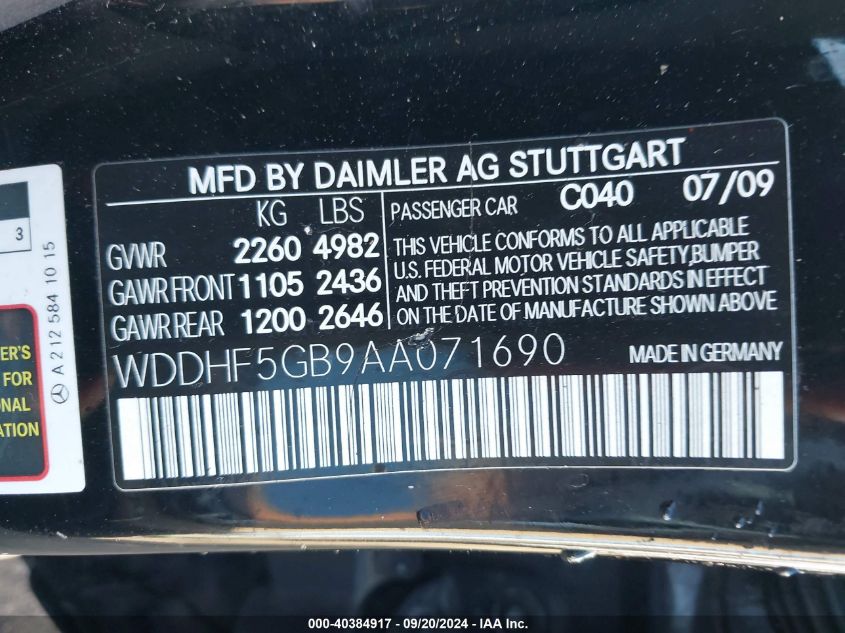 MFD BY DAIMLER AG STUTTGART
KG LBS
GVWR 2260 4982
GAWR FRONT 1105 2436
GAWR REAR 1200 2646
PASSENGER CAR C040 07/09
THIS VEHICLE CONFORMS TO ALL APPLICABLE
U.S. FEDERAL MOTOR VEHICLE SAFETY,BUMPER
AND THEFT PREVENTION STANDARDS IN EFFECT
ON THE DATE OF MANUFACTURE SHOWN ABOVE
WDDHF5GB9AA071690 MADE IN GERMANY
3
A 212 584 10 15
FOR
000-40384917 - 09/20/2024 - IAA Inc.